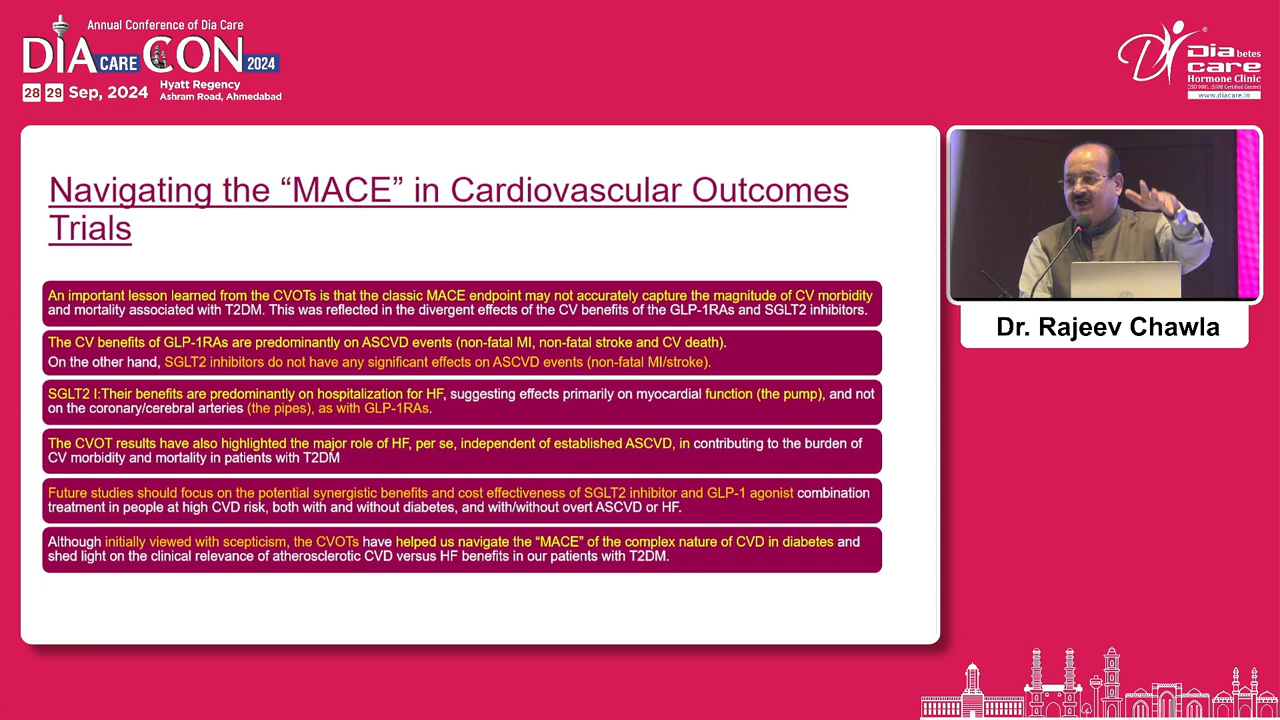 Annual Conference of Dia Care
DIA CARE CON 2024
28 29 Sep, 2024
Hyatt Regency
Ashram Road, Ahmedabad
Diabetes
care
Hormone Clinic
(ISO 9001:2008 Certified Centre)
www.diacare.in
Navigating the “MACE” in Cardiovascular Outcomes
Trials
An important lesson learned from the CVOTs is that the classic MACE endpoint may not accurately capture the magnitude of CV morbidity
and mortality associated with T2DM. This was reflected in the divergent effects of the CV benefits of the GLP-1RAs and SGLT2 inhibitors.
The CV benefits of GLP-1RAs are predominantly on ASCVD events (non-fatal MI, non-fatal stroke and CV death).
On the other hand, SGLT2 inhibitors do not have any significant effects on ASCVD events (non-fatal MI/stroke).
SGLT2 I:Their benefits are predominantly on hospitalization for HF, suggesting effects primarily on myocardial function (the pump), and not
on the coronary/cerebral arteries (the pipes), as with GLP-1RAs.
The CVOT results have also highlighted the major role of HF, per se, independent of established ASCVD, in contributing to the burden of
CV morbidity and mortality in patients with T2DM
Future studies should focus on the potential synergistic benefits and cost effectiveness of SGLT2 inhibitor and GLP-1 agonist combination
treatment in people at high CVD risk, both with and without diabetes, and with/without overt ASCVD or HF.
Although initially viewed with scepticism, the CVOTs have helped us navigate the “MACE” of the complex nature of CVD in diabetes and
shed light on the clinical relevance of atherosclerotic CVD versus HF benefits in our patients with T2DM.
Dr. Rajeev Chawla